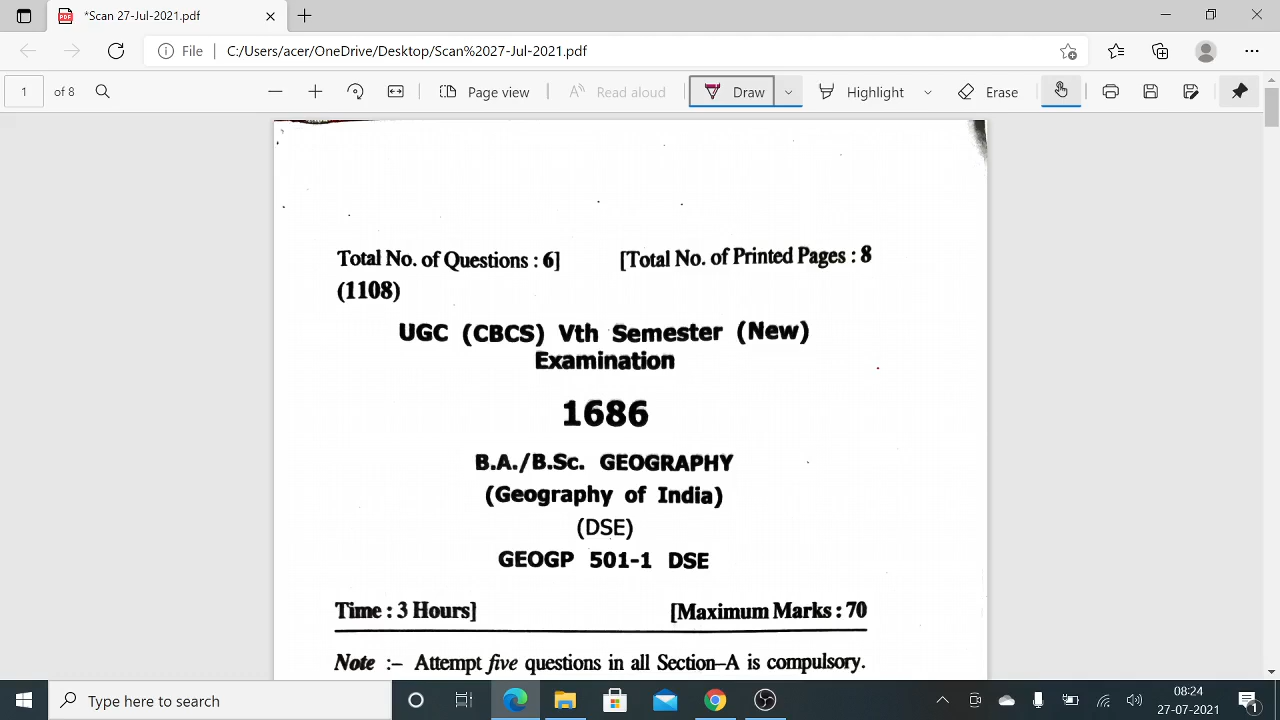 *Scan 27-Jul-2021.pdf
File C:/Users/acer/OneDrive/Desktop/Scan%2027-Jul-2021.pdf
1 of 8 Page view Read aloud Draw Highlight Erase
Total No. of Questions : 6] [Total No. of Printed Pages : 8
(1108)
UGC (CBCS) Vth Semester (New)
Examination
1686
B.A./B.Sc. GEOGRAPHY
(Geography of India)
(DSE)
GEOGP 501-1 DSE
Time : 3 Hours] [Maximum Marks : 70
Note :– Attempt five questions in all Section–A is compulsory.
Type here to search
08:24
27-07-2021
1